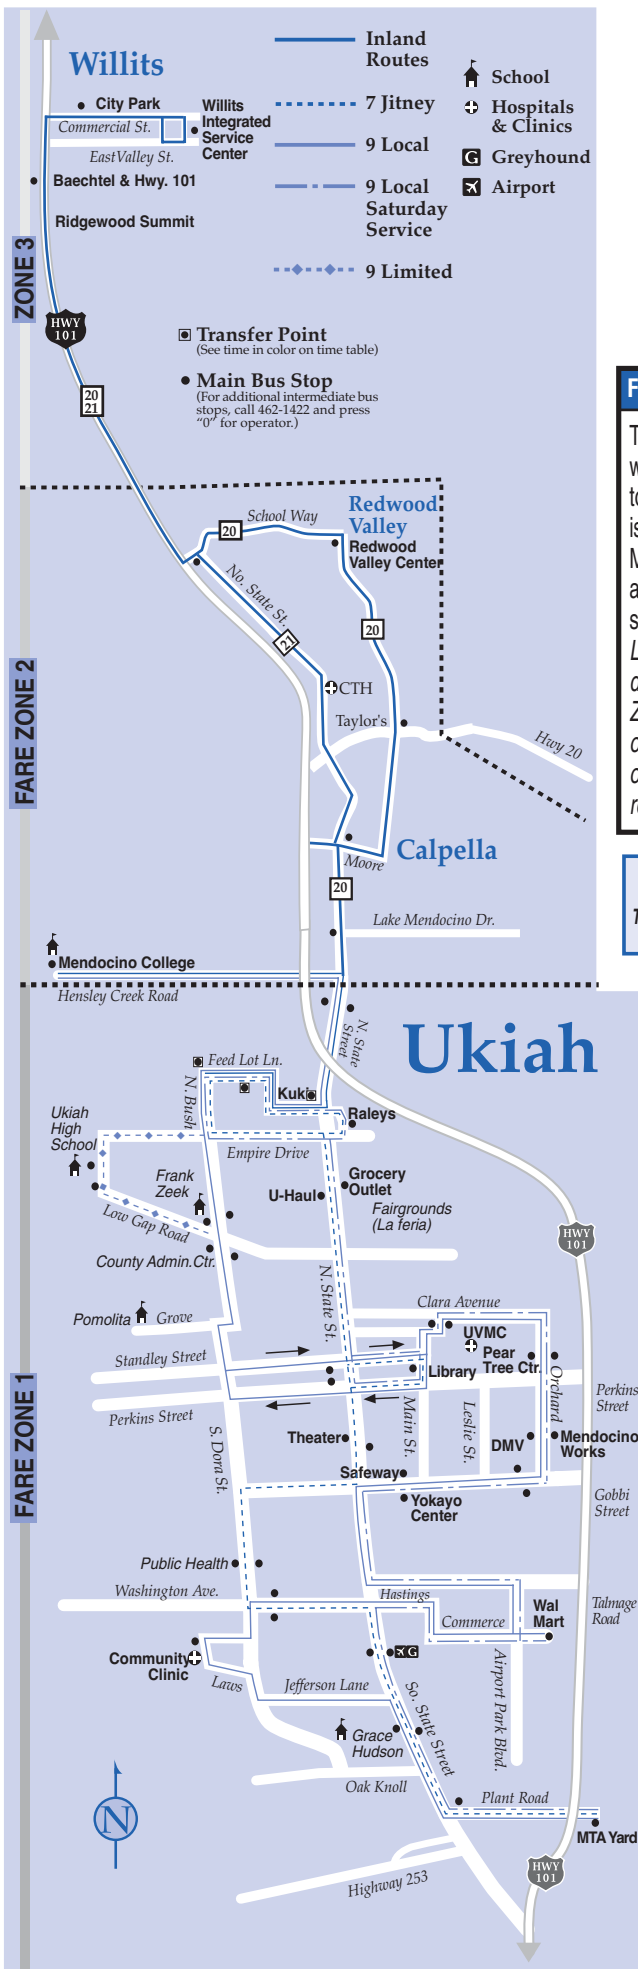 Willits
City Park
Commercial St.
EastValley St.
Willits
Integrated
Service
Center
Baechtel & Hwy. 101
Ridgewood Summit
Inland
Routes
7 Jitney
9 Local
9 Local
Saturday
Service
9 Limited
School
Hospitals
& Clinics
G Greyhound
Airport
ZONE 3
HWY
101
Transfer Point
(See time in color on time table)
Main Bus Stop
(For additional intermediate bus
stops, call 462-1422 and press
“0” for operator.)
20
21
F
T
w
to
is
M
a
s
L
d
Z
c
c
re
T
Redwood
Valley
School Way
20
Redwood
Valley Center
No. State St.
21
20
CTH
Taylor's
Hwy 20
FARE ZONE 2
Calpella
Moore
20
Lake Mendocino Dr.
Mendocino College
Hensley Creek Road
N. State
Street
Ukiah
Feed Lot Ln.
Kuki
N. Bush
Raleys
Ukiah
High
School
Empire Drive
Frank
Zeek
Grocery
Outlet
U-Haul
Fairgrounds
(La feria)
Low Gap Road
HWY
101
County Admin.Ctr.
N. State St.
Clara Avenue
Pomolita
Grove
UVMC
Standley Street
Pear
Tree Ctr.
Library
Orchard
Perkins
Street
Perkins Street
FARE ZONE 1
S. Dora St.
Main St.
Leslie St.
Theater
DMV
Mendocino
Works
Safeway
Yokayo
Center
Gobbi
Street
Public Health
Washington Ave.
Hastings
Commerce
Wal
Mart
Talmage
Road
Community
Clinic
G
Laws
Jefferson Lane
So. State Street
Airport Park Blvd.
Grace
Hudson
Oak Knoll
Plant Road
N
MTA Yard
Highway 253
HWY
101